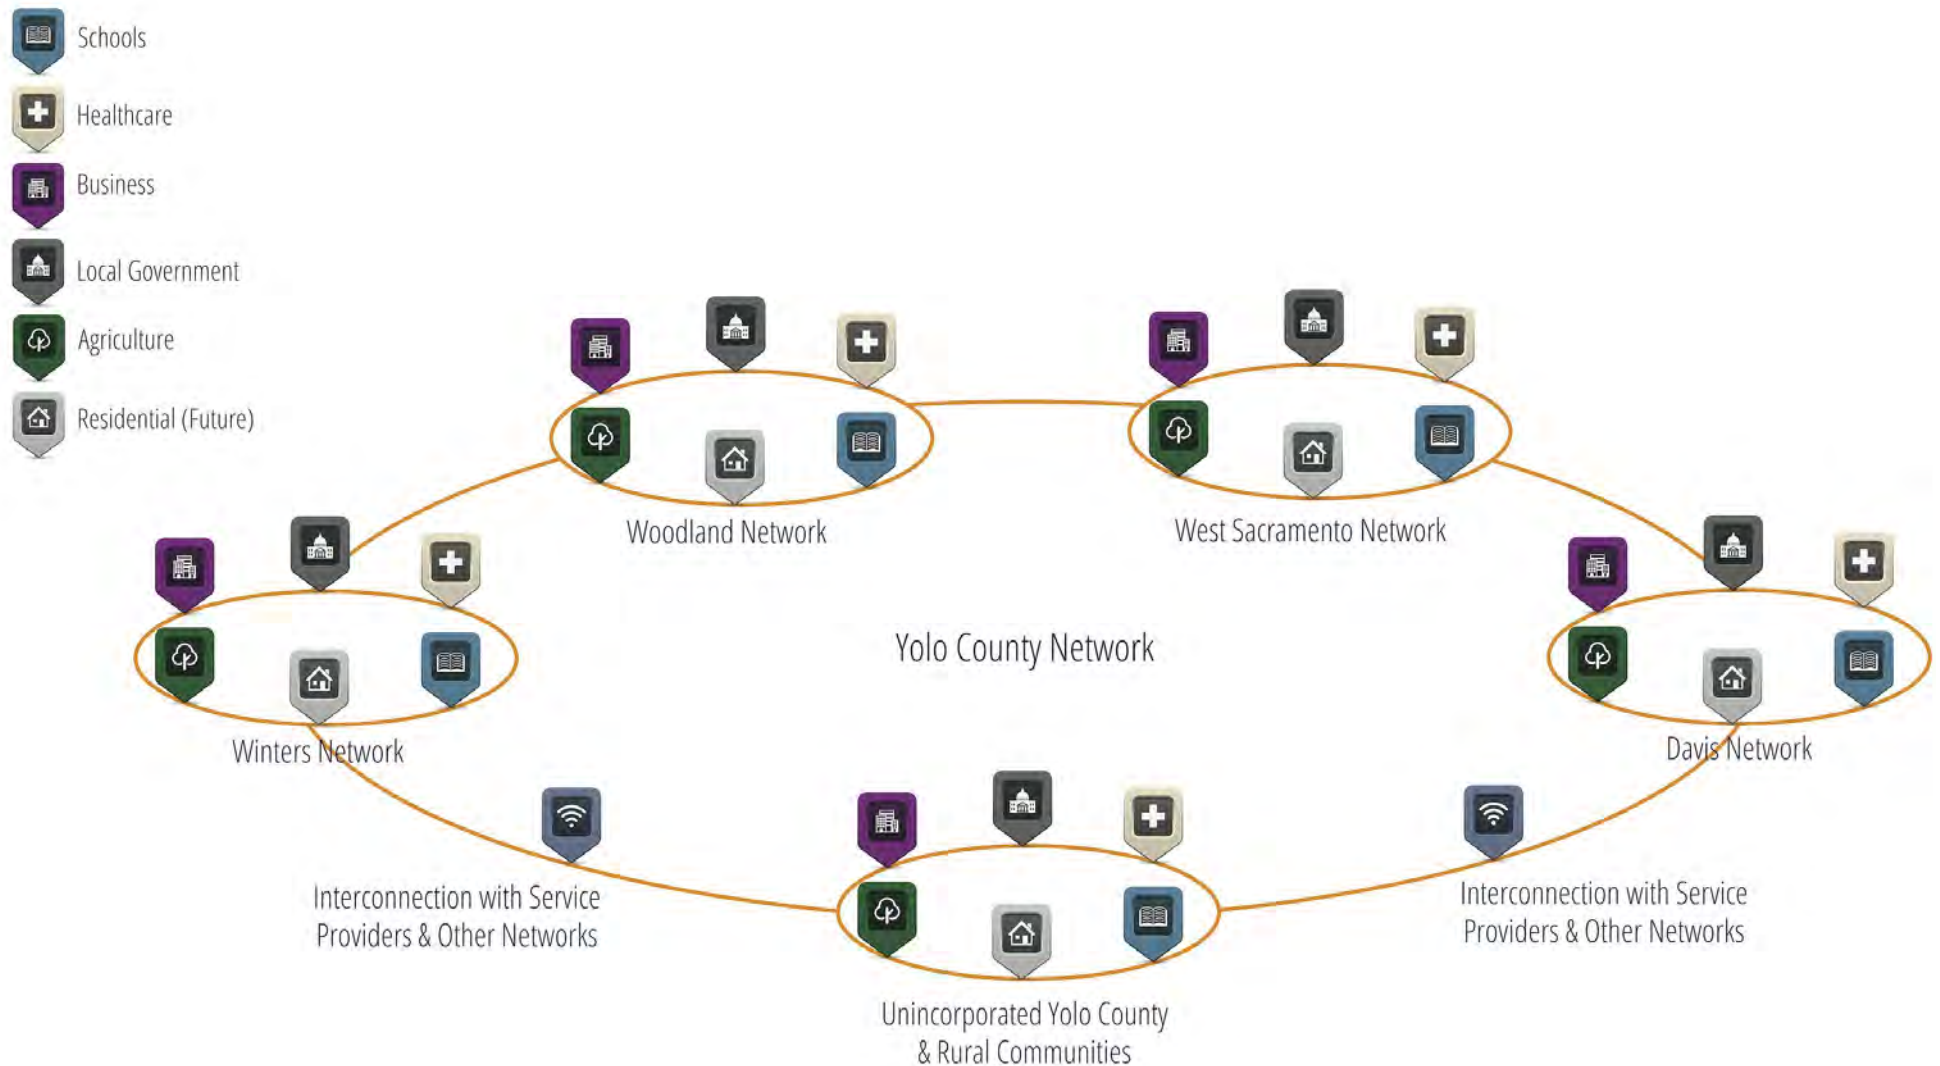 Schools
Healthcare
Business
Local Government
Agriculture
Residential (Future)
Woodland Network
West Sacramento Network
Yolo County Network
Winters Network
Davis Network
Interconnection with Service
Providers & Other Networks
Interconnection with Service
Providers & Other Networks
Unincorporated Yolo County
& Rural Communities